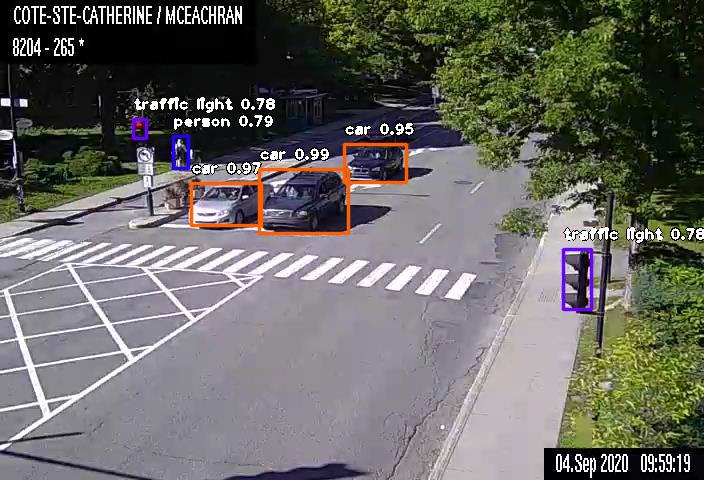 COTE-STE-CATHERINE / MCEACHRAN
8204 - 265 *
traffic light 0.78
person 0.79
car 0.95
car 0.97
car 0.99
traffic light 0.78
04.Sep 2020 09:59:19